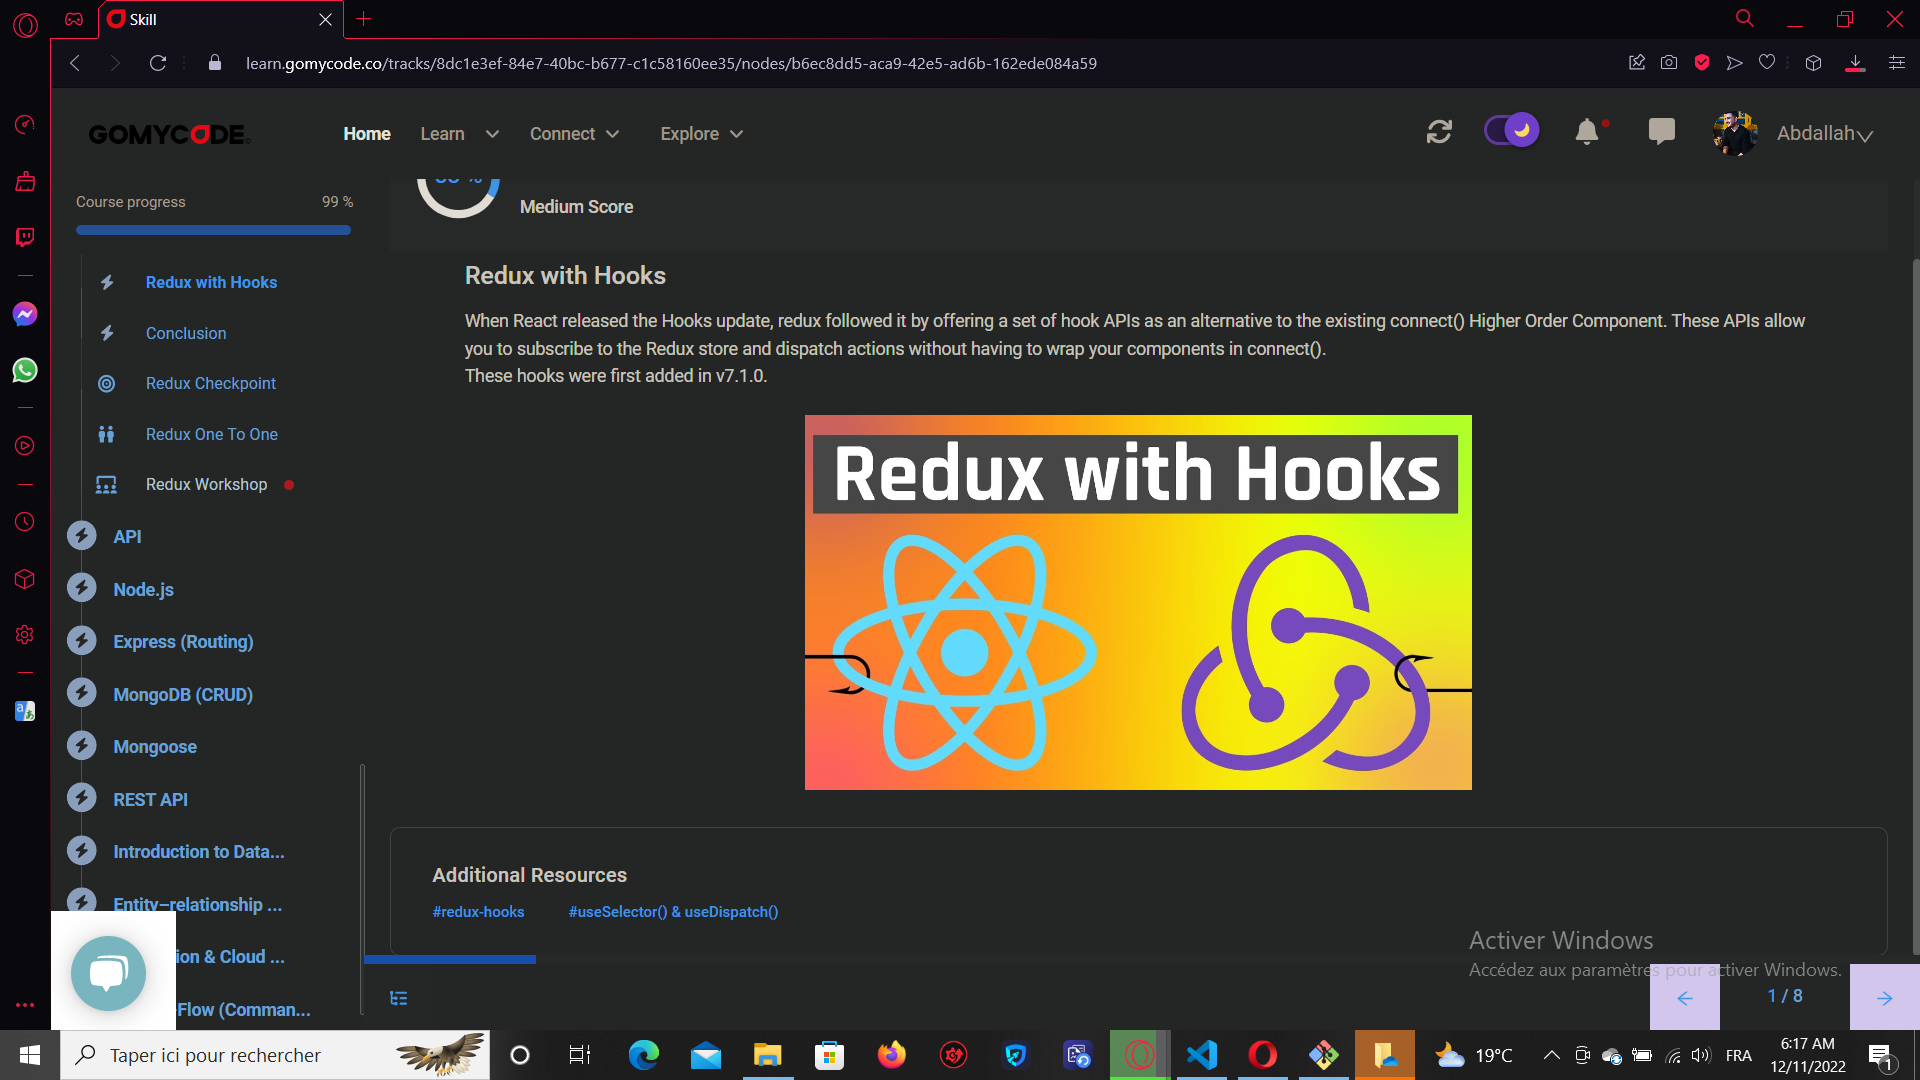 Skill
learn.gomycode.co/tracks/8dc1e3ef-84e7-40bc-b677-c1c58160ee35/nodes/b6ec8dd5-aca9-42e5-ad6b-162ede084a59
GOMYCODE
Home
Learn
Connect
Explore
Abdallah
Course progress
99 %
Medium Score
Redux with Hooks
Conclusion
Redux Checkpoint
Redux One To One
Redux Workshop
API
Node.js
Express (Routing)
MongoDB (CRUD)
Mongoose
REST API
Introduction to Data...
Entity–relationship ...
ion & Cloud ...
-Flow (Comman...
Redux with Hooks
When React released the Hooks update, redux followed it by offering a set of hook APIs as an alternative to the existing connect() Higher Order Component. These APIs allow
you to subscribe to the Redux store and dispatch actions without having to wrap your components in connect().
These hooks were first added in v7.1.0.
Redux with Hooks
Additional Resources
#redux-hooks
#useSelector() & useDispatch()
Activer Windows
Accédez aux paramètres pour activer Windows.
1 / 8
Taper ici pour rechercher
19°C
FRA
6:17 AM
12/11/2022
1